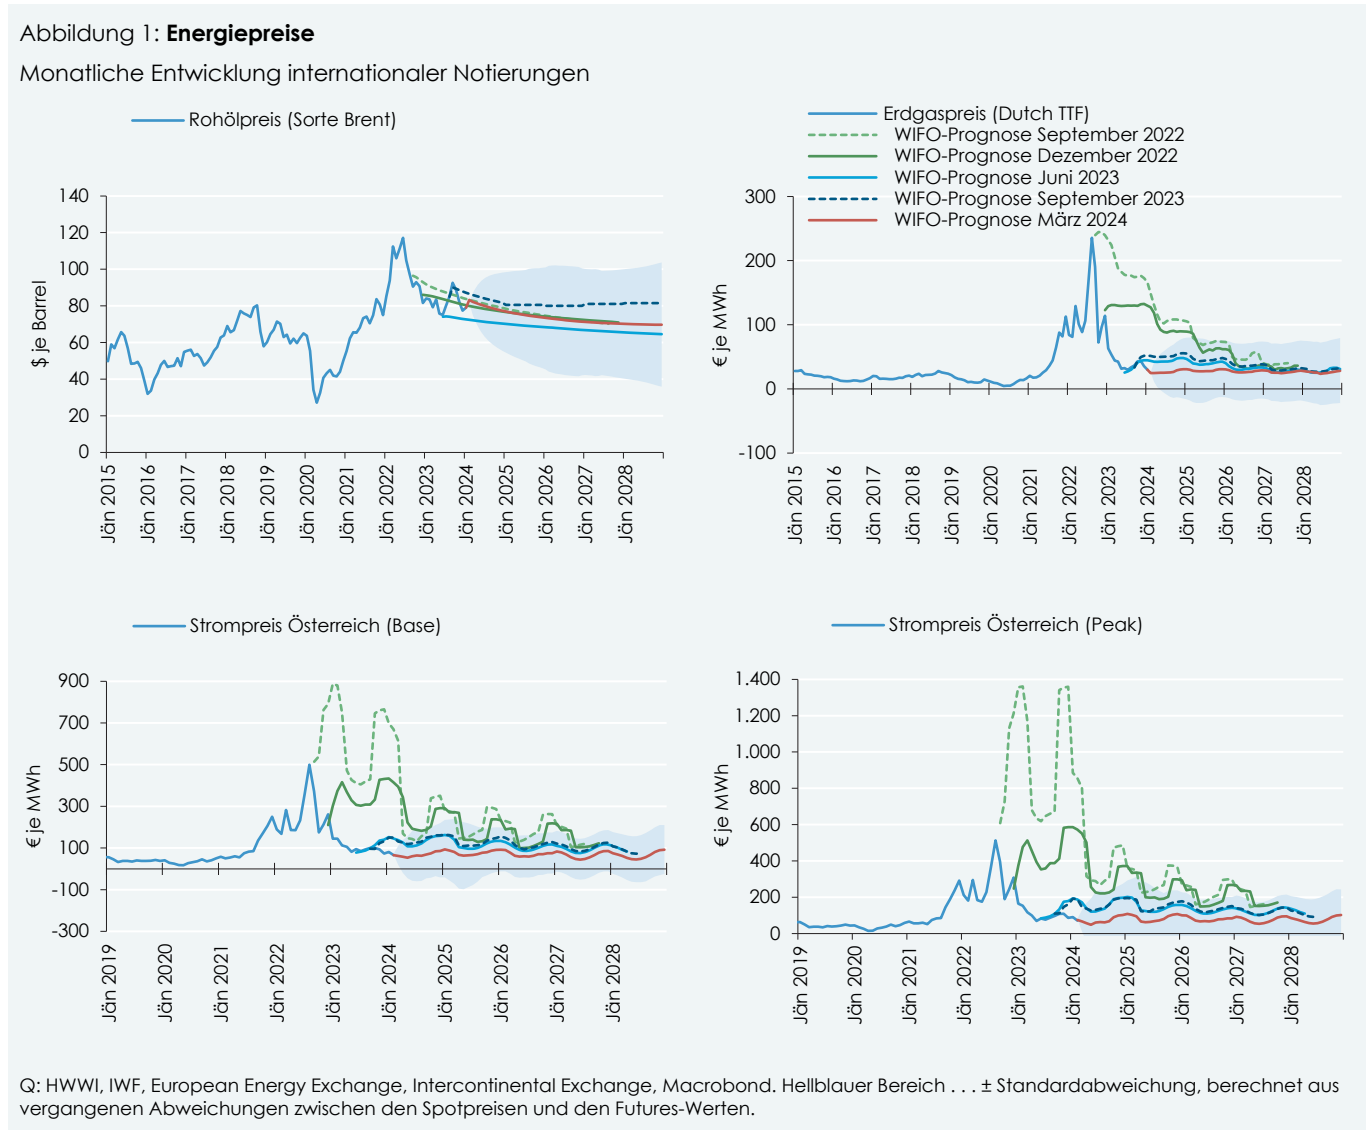 Abbildung 1: Energiepreise
Monatliche Entwicklung internationaler Notierungen
Rohölpreis (Sorte Brent)
$ je Barrel
140
120
100
80
60
40
20
0
Jän 2015
Jän 2016
Jän 2017
Jän 2018
Jän 2019
Jän 2020
Jän 2021
Jän 2022
Jän 2023
Jän 2024
Jän 2025
Jän 2026
Jän 2027
Jän 2028
Erdgaspreis (Dutch TTF)
WIFO-Prognose September 2022
WIFO-Prognose Dezember 2022
WIFO-Prognose Juni 2023
WIFO-Prognose September 2023
WIFO-Prognose März 2024
€ je MWh
300
200
100
0
-100
Jän 2015
Jän 2016
Jän 2017
Jän 2018
Jän 2019
Jän 2020
Jän 2021
Jän 2022
Jän 2023
Jän 2024
Jän 2025
Jän 2026
Jän 2027
Jän 2028
Strompreis Österreich (Base)
€ je MWh
900
700
500
300
100
-100
-300
Jän 2019
Jän 2020
Jän 2021
Jän 2022
Jän 2023
Jän 2024
Jän 2025
Jän 2026
Jän 2027
Jän 2028
Strompreis Österreich (Peak)
€ je MWh
1.400
1.200
1.000
800
600
400
200
0
Jän 2019
Jän 2020
Jän 2021
Jän 2022
Jän 2023
Jän 2024
Jän 2025
Jän 2026
Jän 2027
Jän 2028
Q: HWWI, IWF, European Energy Exchange, Intercontinental Exchange, Macrobond. Hellblauer Bereich . . . ± Standardabweichung, berechnet aus
vergangenen Abweichungen zwischen den Spotpreisen und den Futures-Werten.